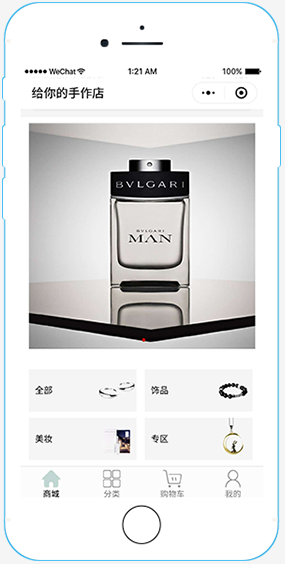 WeChat 1:21 AM 100%
给你的手作店
BVLGARI
BVLGARI
MAN
全部 饰品
美妆 专区
商城 分类 购物车 我的